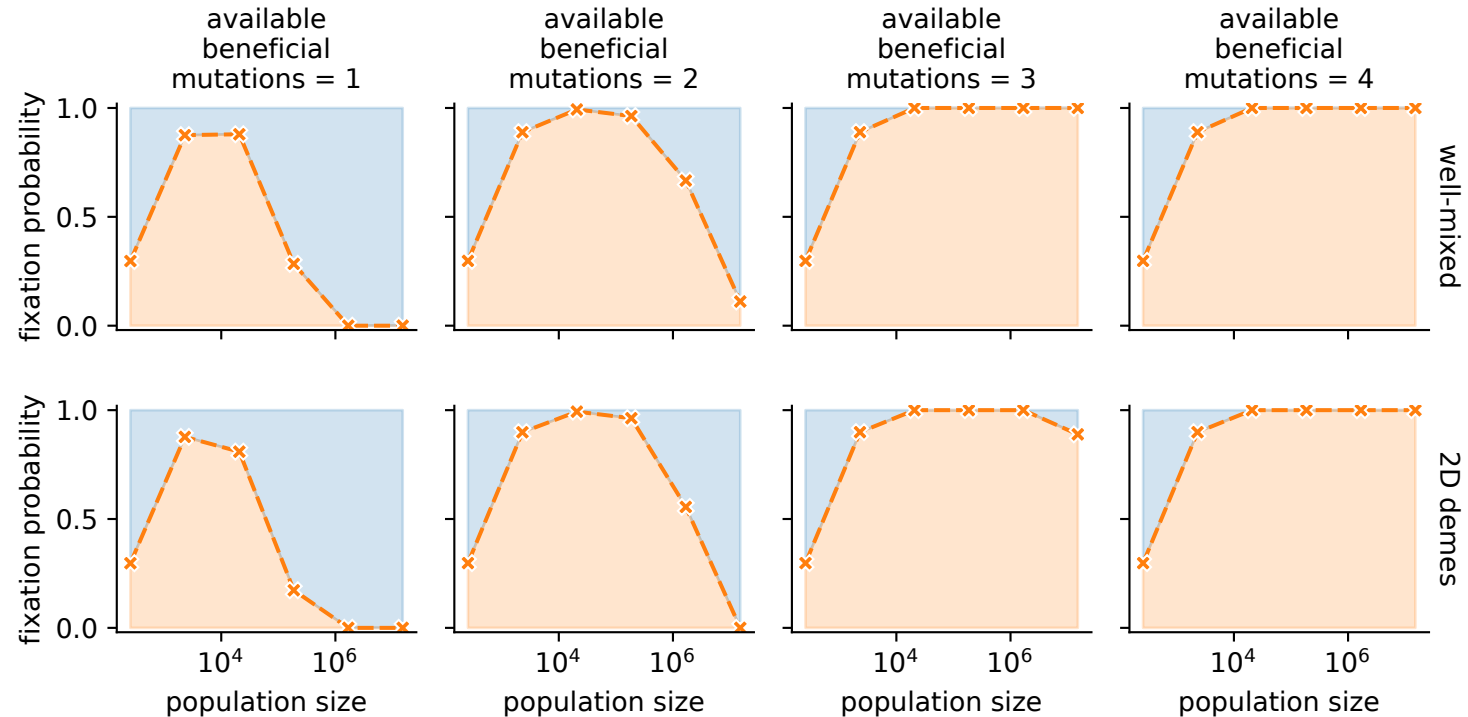 available
beneficial
mutations = 1
available
beneficial
mutations = 2
available
beneficial
mutations = 3
available
beneficial
mutations = 4
fixation probability
1.0
0.5
0.0
well-mixed
fixation probability
1.0
0.5
0.0
2D demes
10⁴ 10⁶
population size
10⁴ 10⁶
population size
10⁴ 10⁶
population size
10⁴ 10⁶
population size